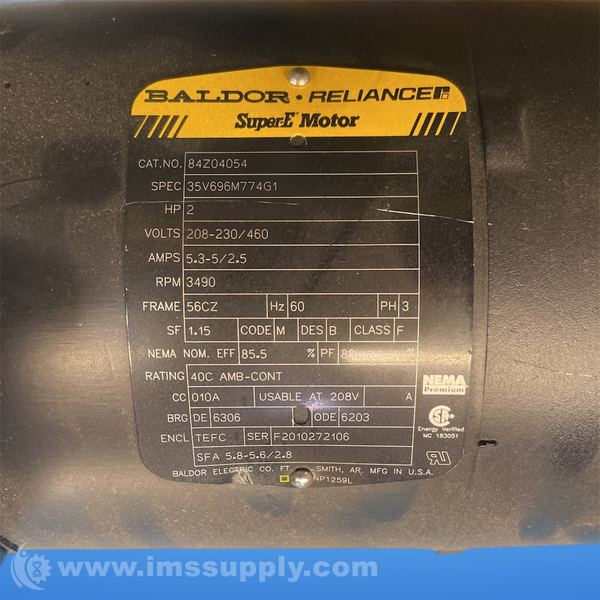 BALDOR • RELIANCE
Super-E Motor
CAT.NO. 84Z04054
SPEC 35V696M774G1
HP 2
VOLTS 208-230/460
AMPS 5.3-5/2.5
RPM 3490
FRAME 56CZ Hz 60 PH 3
SF 1.15 CODE M DES B CLASS F
NEMA NOM. EFF 85.5 % PF %
RATING 40C AMB-CONT
NEMA
Premium
CC 010A USABLE AT 208V A
BRG DE 6306 ODE 6203
Energy Verified
MC 183051
ENCL TEFC SER F2010272106
SFA 5.8-5.6/2.8
BALDOR ELECTRIC CO. FT. SMITH, AR. MFG IN U.S.A.
NP1259L
www.imssupply.com